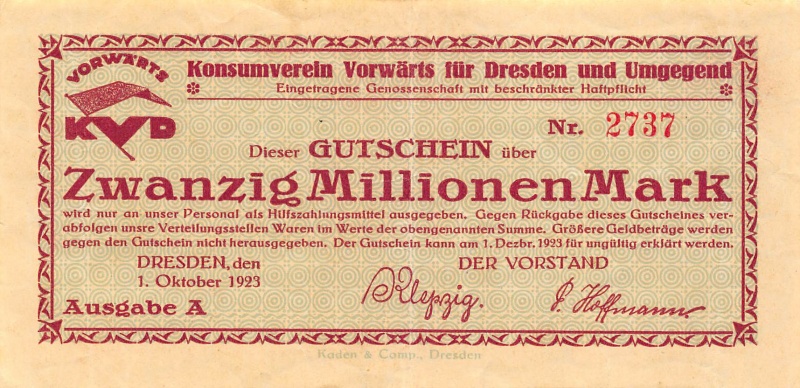 VORWÄRTS
KVD
Konsumverein Vorwärts für Dresden und Umgegend
Eingetragene Genossenschaft mit beschränkter Haftpflicht
Nr. 2737
Dieser GUTSCHEIN über
Zwanzig Millionen Mark
wird nur an unser Personal als Hilfszahlungsmittel ausgegeben. Gegen Rückgabe dieses Gutscheines ver-
abfolgen unsre Verteilungsstellen Waren im Werte der obengenannten Summe. Größere Geldbeträge werden
gegen den Gutschein nicht herausgegeben. Der Gutschein kann am 1. Dezbr. 1923 für ungültig erklärt werden.
DRESDEN, den
1. Oktober 1923
DER VORSTAND
P. Hoffmann
Ausgabe A
Kaden & Comp., Dresden